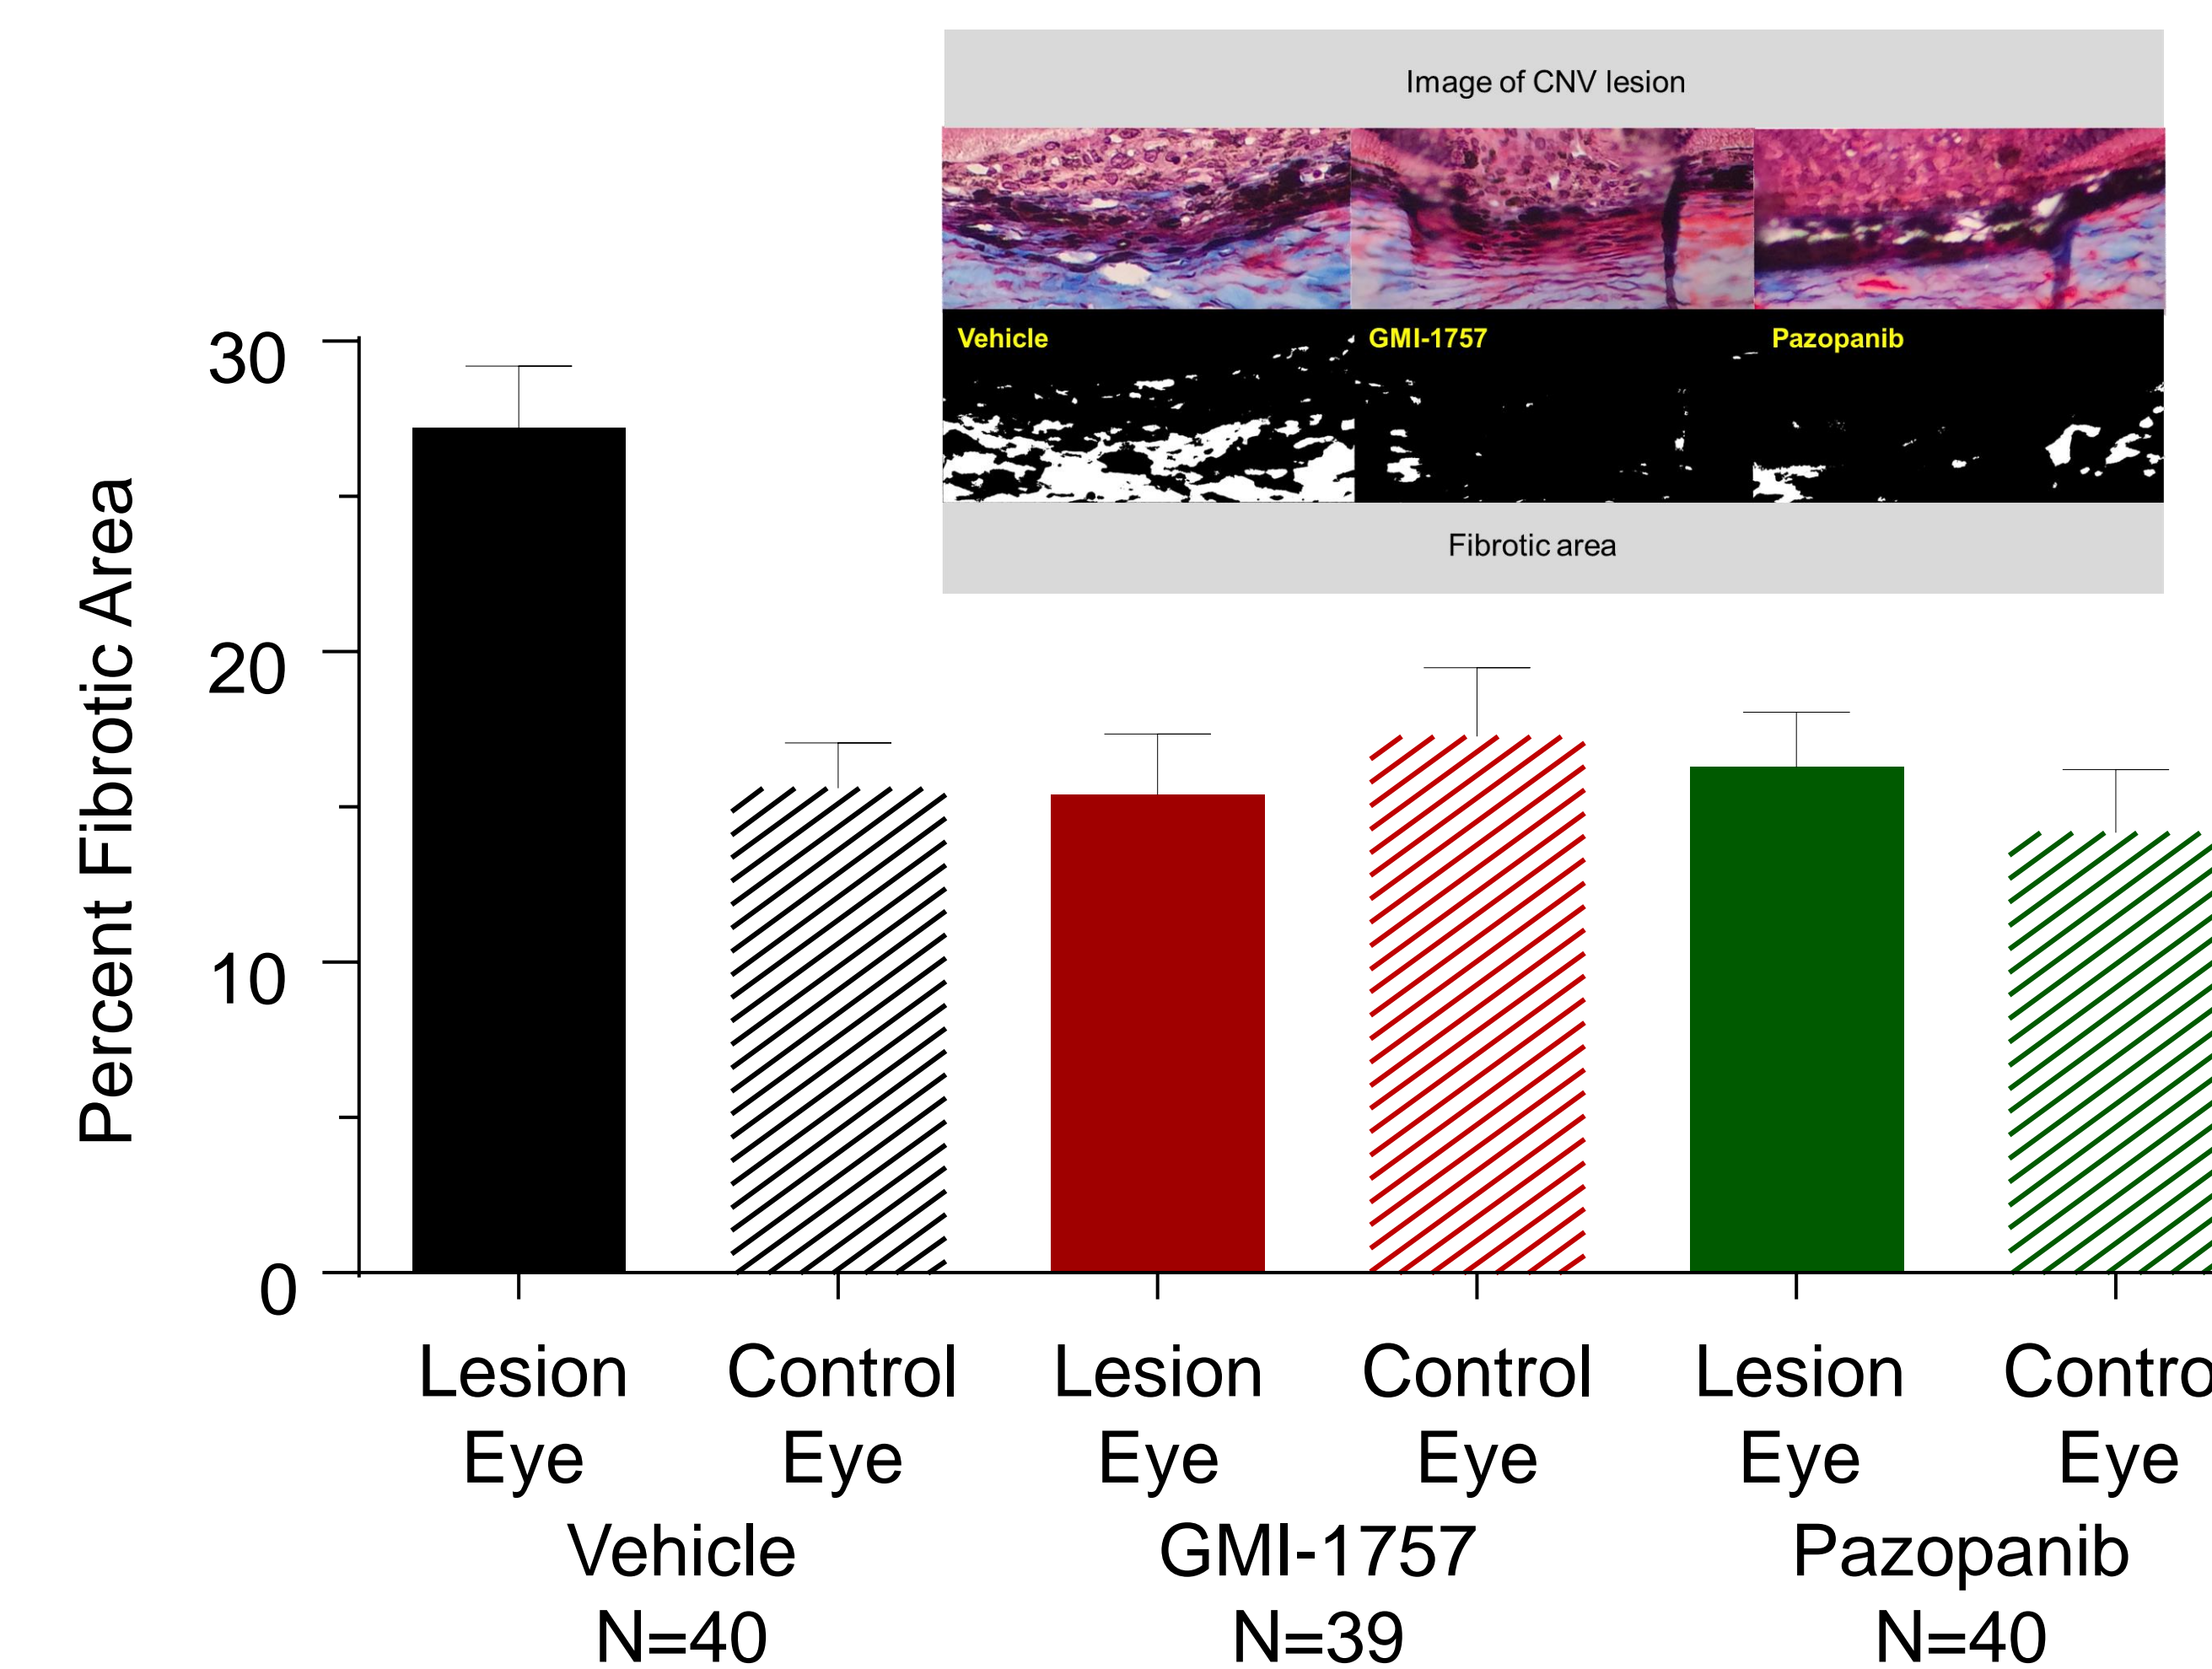 Image of CNV lesion
Vehicle GMI-1757 Pazopanib
Fibrotic area
Percent Fibrotic Area
30
20
10
0
Lesion Control Lesion Control Lesion Contro
Eye Eye Eye Eye Eye Eye
Vehicle GMI-1757 Pazopanib
N=40 N=39 N=40